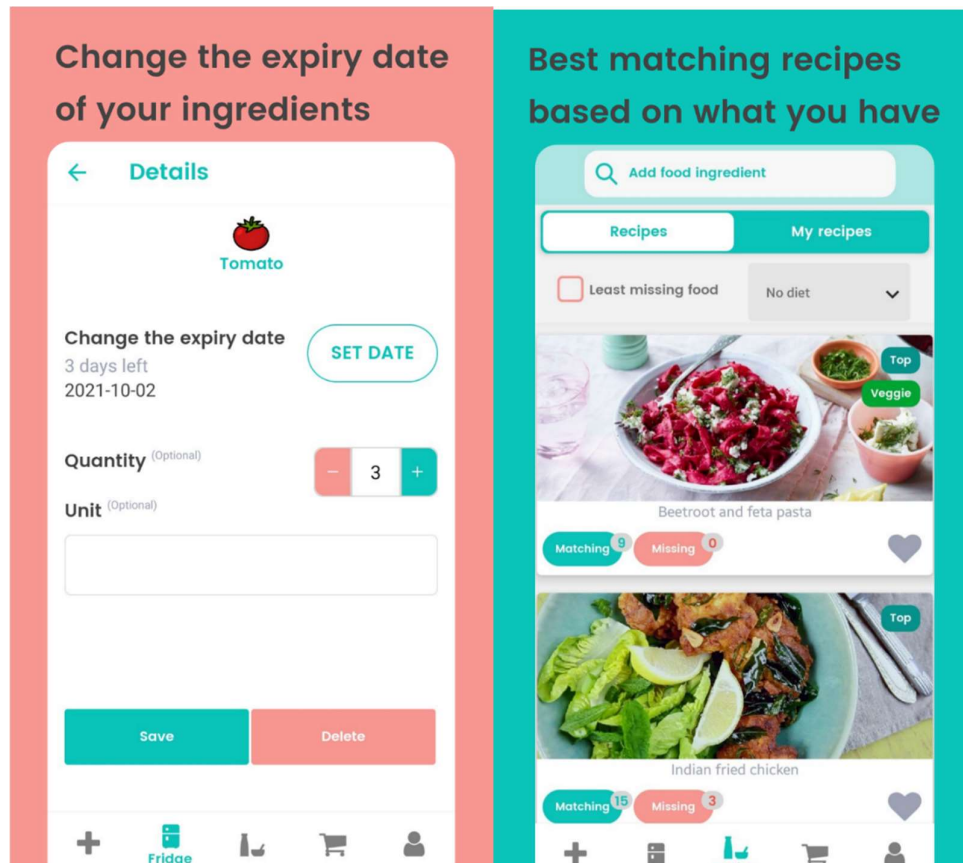 Change the expiry date
of your ingredients
Details
Tomato
Change the expiry date
3 days left
2021-10-02
SET DATE
Quantity (Optional)
- 3 +
Unit (Optional)
Save
Delete
Fridge
Best matching recipes
based on what you have
Add food ingredient
Recipes
My recipes
Least missing food
No diet
Top
Veggie
Beetroot and feta pasta
Matching 9
Missing 0
Top
Indian fried chicken
Matching 15
Missing 3